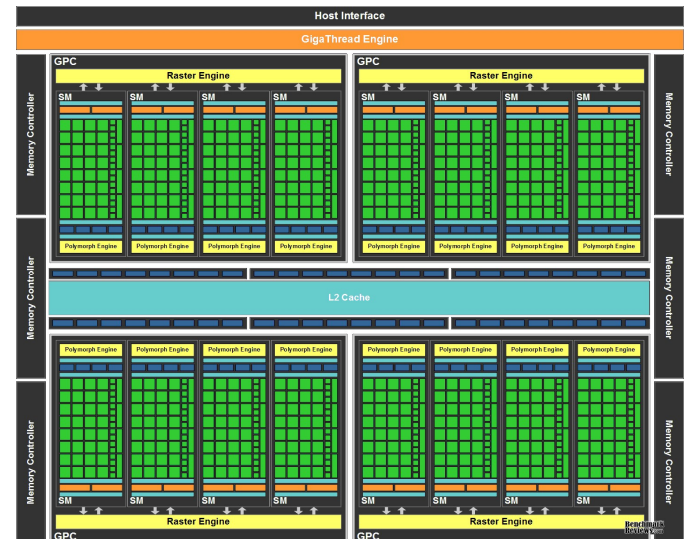 Host Interface
GigaThread Engine
GPC
GPC
Raster Engine
Raster Engine
SM
SM
SM
SM
SM
SM
SM
SM
Memory Controller
Memory Controller
Polymorph Engine
Polymorph Engine
Polymorph Engine
Polymorph Engine
Polymorph Engine
Polymorph Engine
Polymorph Engine
Polymorph Engine
Memory Controller
L2 Cache
Memory Controller
Polymorph Engine
Polymorph Engine
Polymorph Engine
Polymorph Engine
Polymorph Engine
Polymorph Engine
Polymorph Engine
Polymorph Engine
Memory Controller
Memory Controller
SM
SM
SM
SM
SM
SM
SM
SM
Raster Engine
Raster Engine
GPC
GPC
Benchmark
Reviews.com